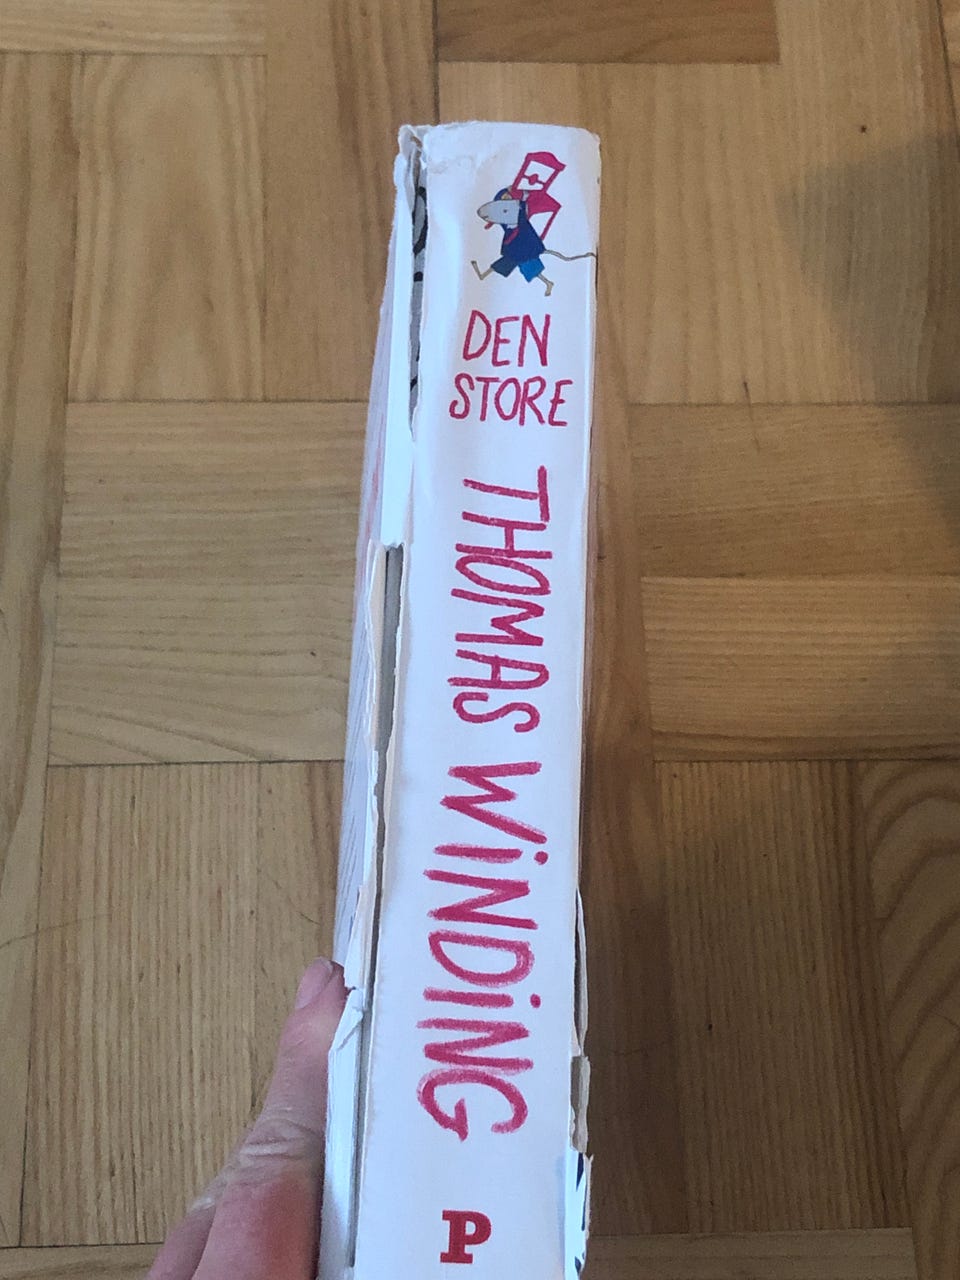 DEN
STORE
THOMAS WiNDiNG
P